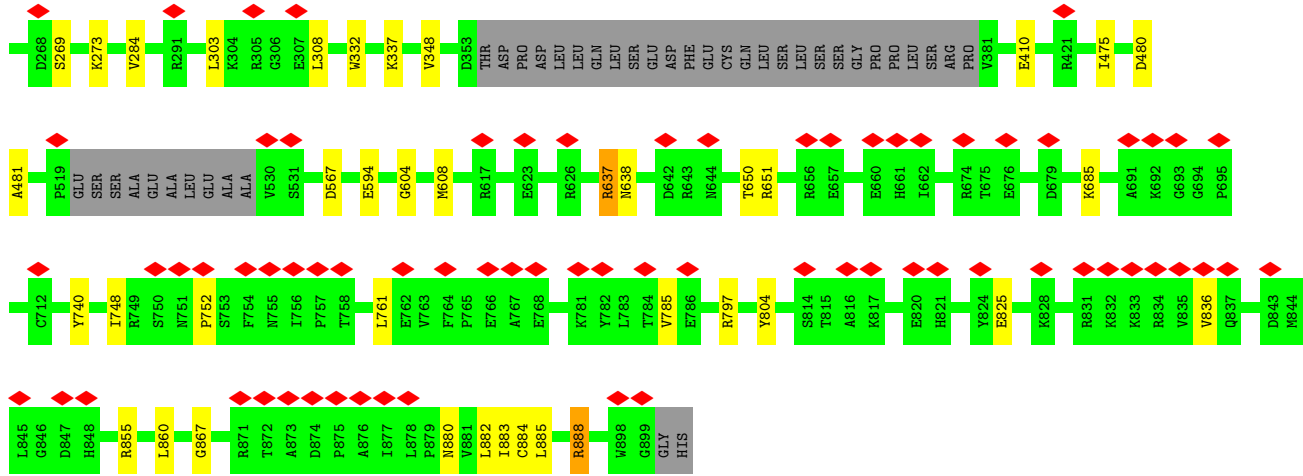 D268 S269 K273 V284 R291 L303 K304 R305 G306 E307 L308 W332 K337 V348 D353 THR ASP PRO ASP LEU LEU GLN LEU SER GLU ASP PHE GLU CYS GLN LEU SER LEU SER SER GLY PRO PRO LEU SER ARG PRO V381 E410 R421 I475 D480
A481 P519 GLU SER SER ALA GLU ALA LEU GLU ALA ALA V530 S531 D567 E594 G604 M608 R617 E623 R626 R637 N638 D642 R643 N644 T650 R651 R656 E657 E660 H661 I662 R674 T675 E676 D679 K685 A691 K692 G693 G694 P695
C712 Y740 I748 R749 S750 N751 P752 S753 F754 N755 I756 P757 T758 L761 E762 V763 F764 P765 E766 A767 E768 K781 Y782 L783 T784 V785 E786 R797 Y804 S814 T815 A816 K817 E820 H821 Y824 E825 K828 R831 K832 K833 R834 V835 V836 Q837 D843 M844
L845 G846 D847 H848 R855 L860 G867 R871 T872 A873 D874 P875 A876 I877 L878 P879 N880 V881 L882 I883 C884 L885 R888 W898 G899 GLY HIS